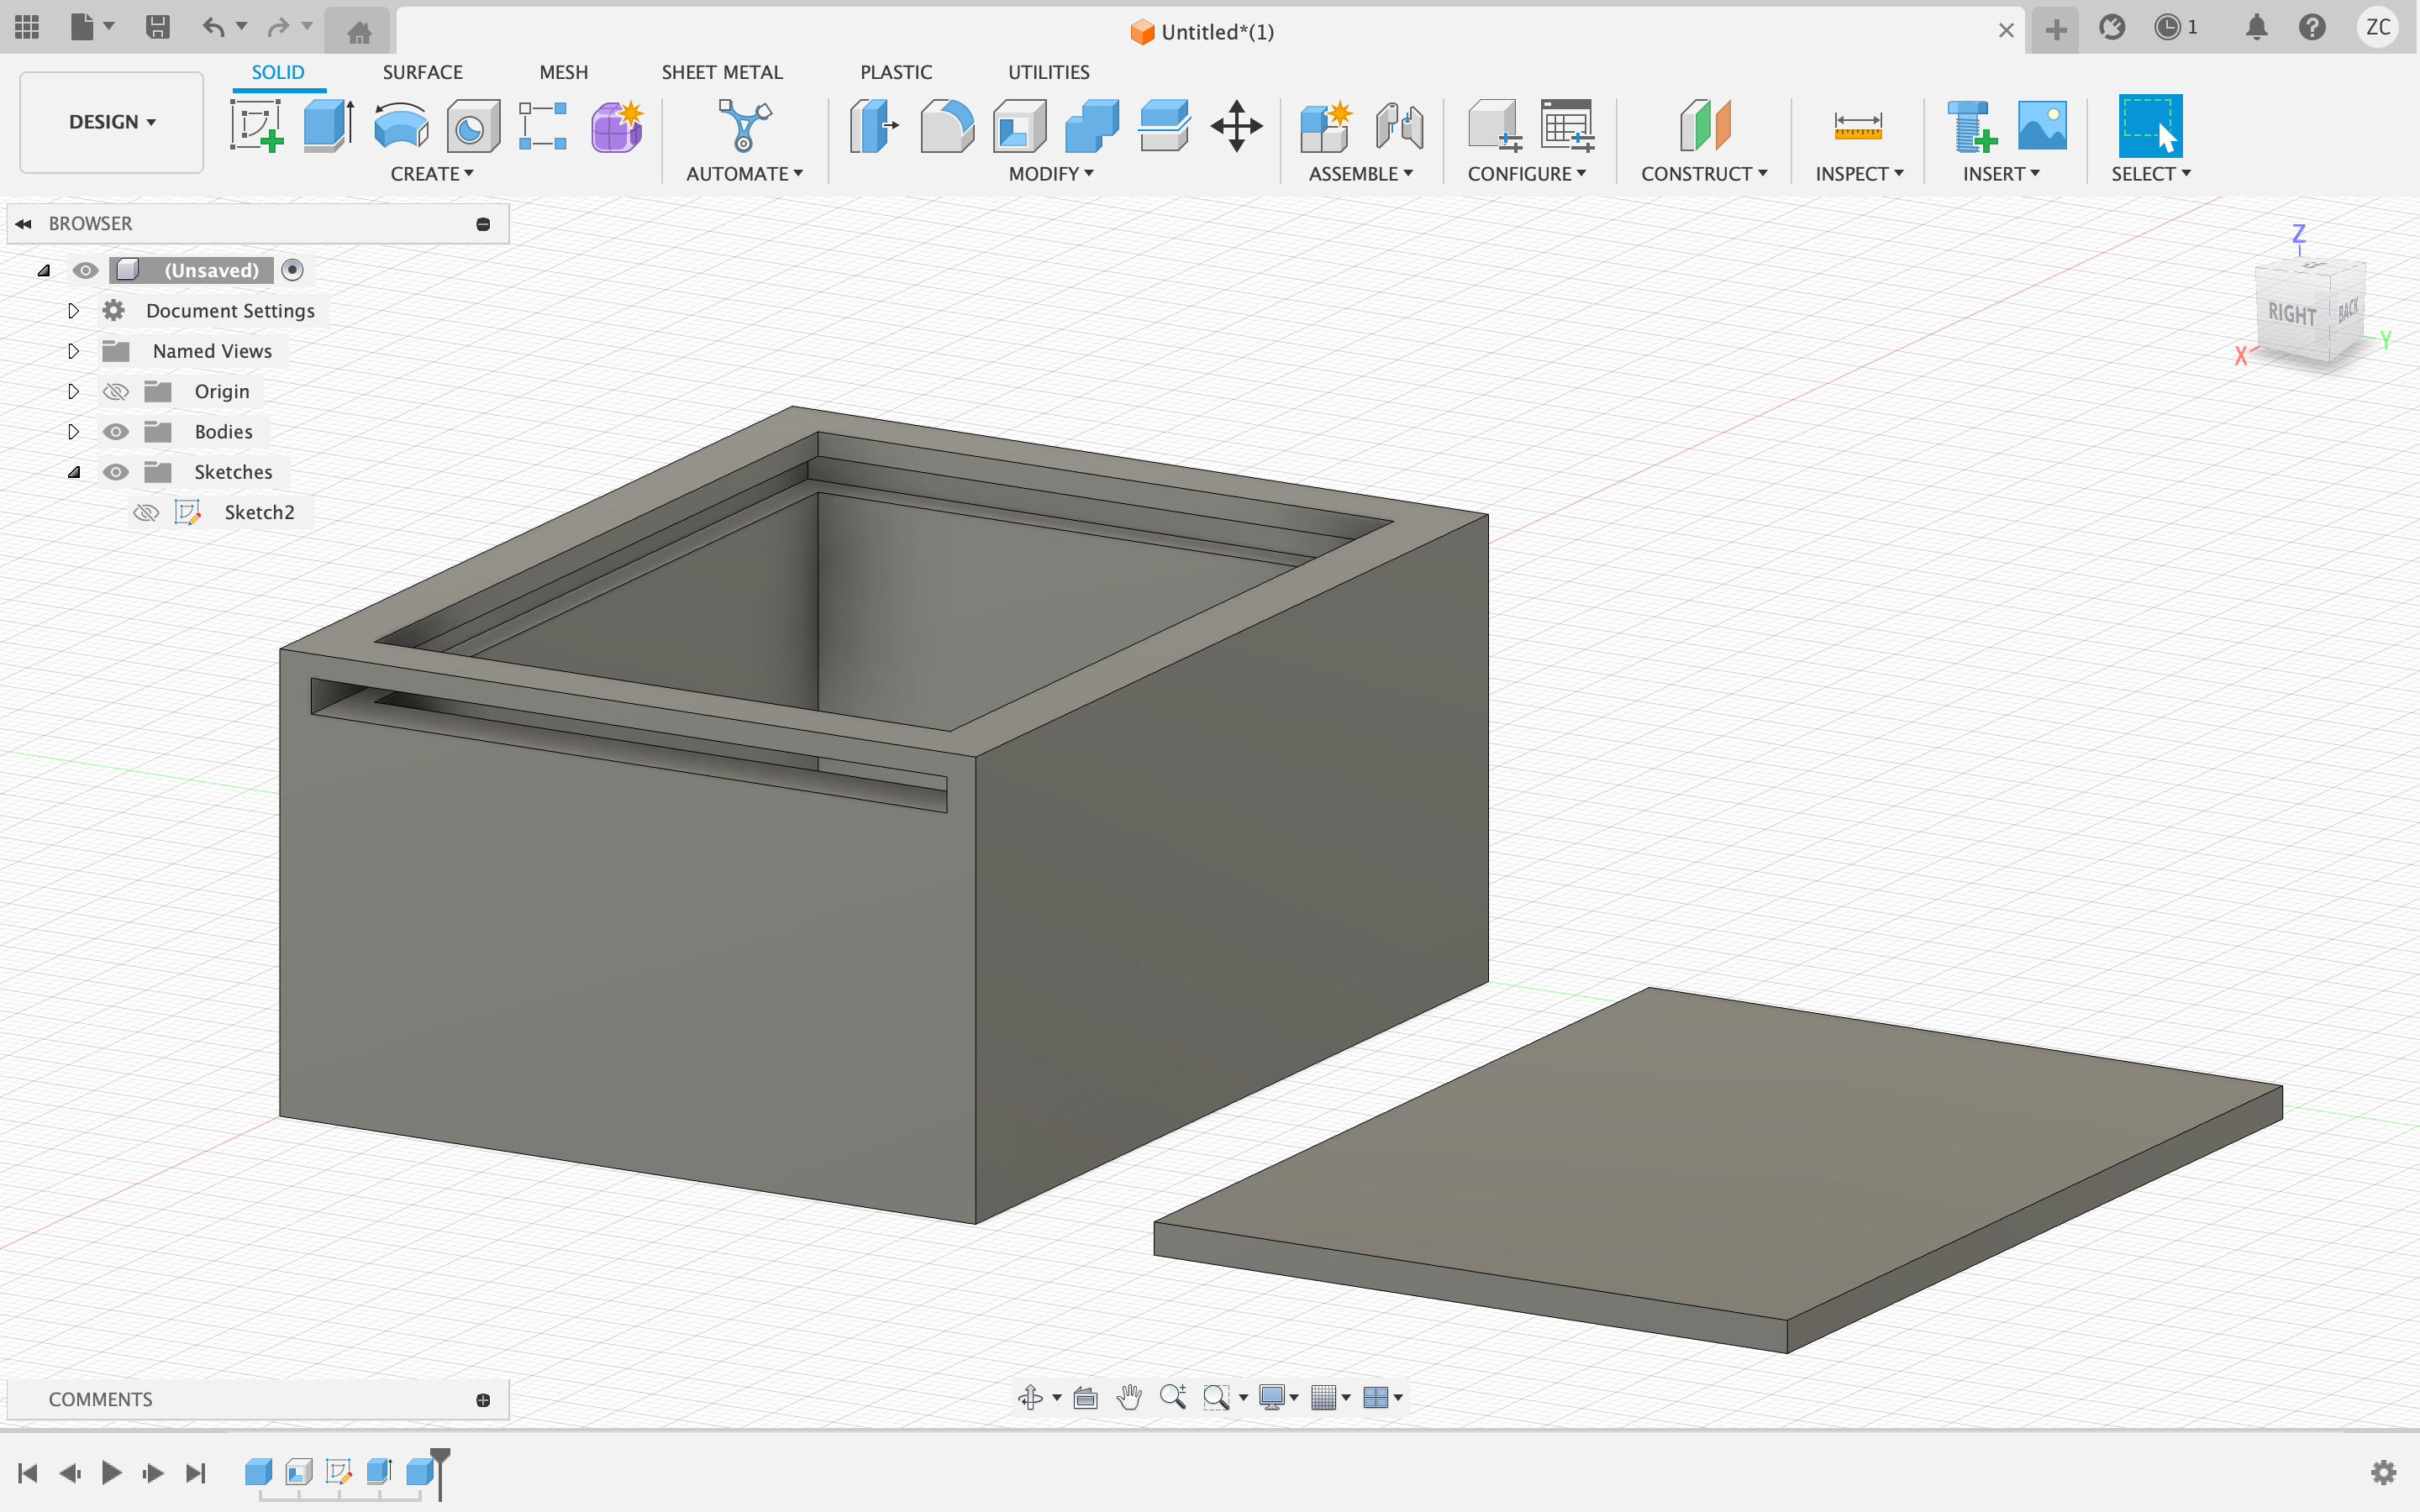 Untitled*(1)
1
ZC
SOLID
SURFACE
MESH
SHEET METAL
PLASTIC
UTILITIES
DESIGN
CREATE
AUTOMATE
MODIFY
ASSEMBLE
CONFIGURE
CONSTRUCT
INSPECT
INSERT
SELECT
BROWSER
(Unsaved)
Document Settings
Named Views
Origin
Bodies
Sketches
Sketch2
Z
RIGHT
BACK
X
Y
COMMENTS